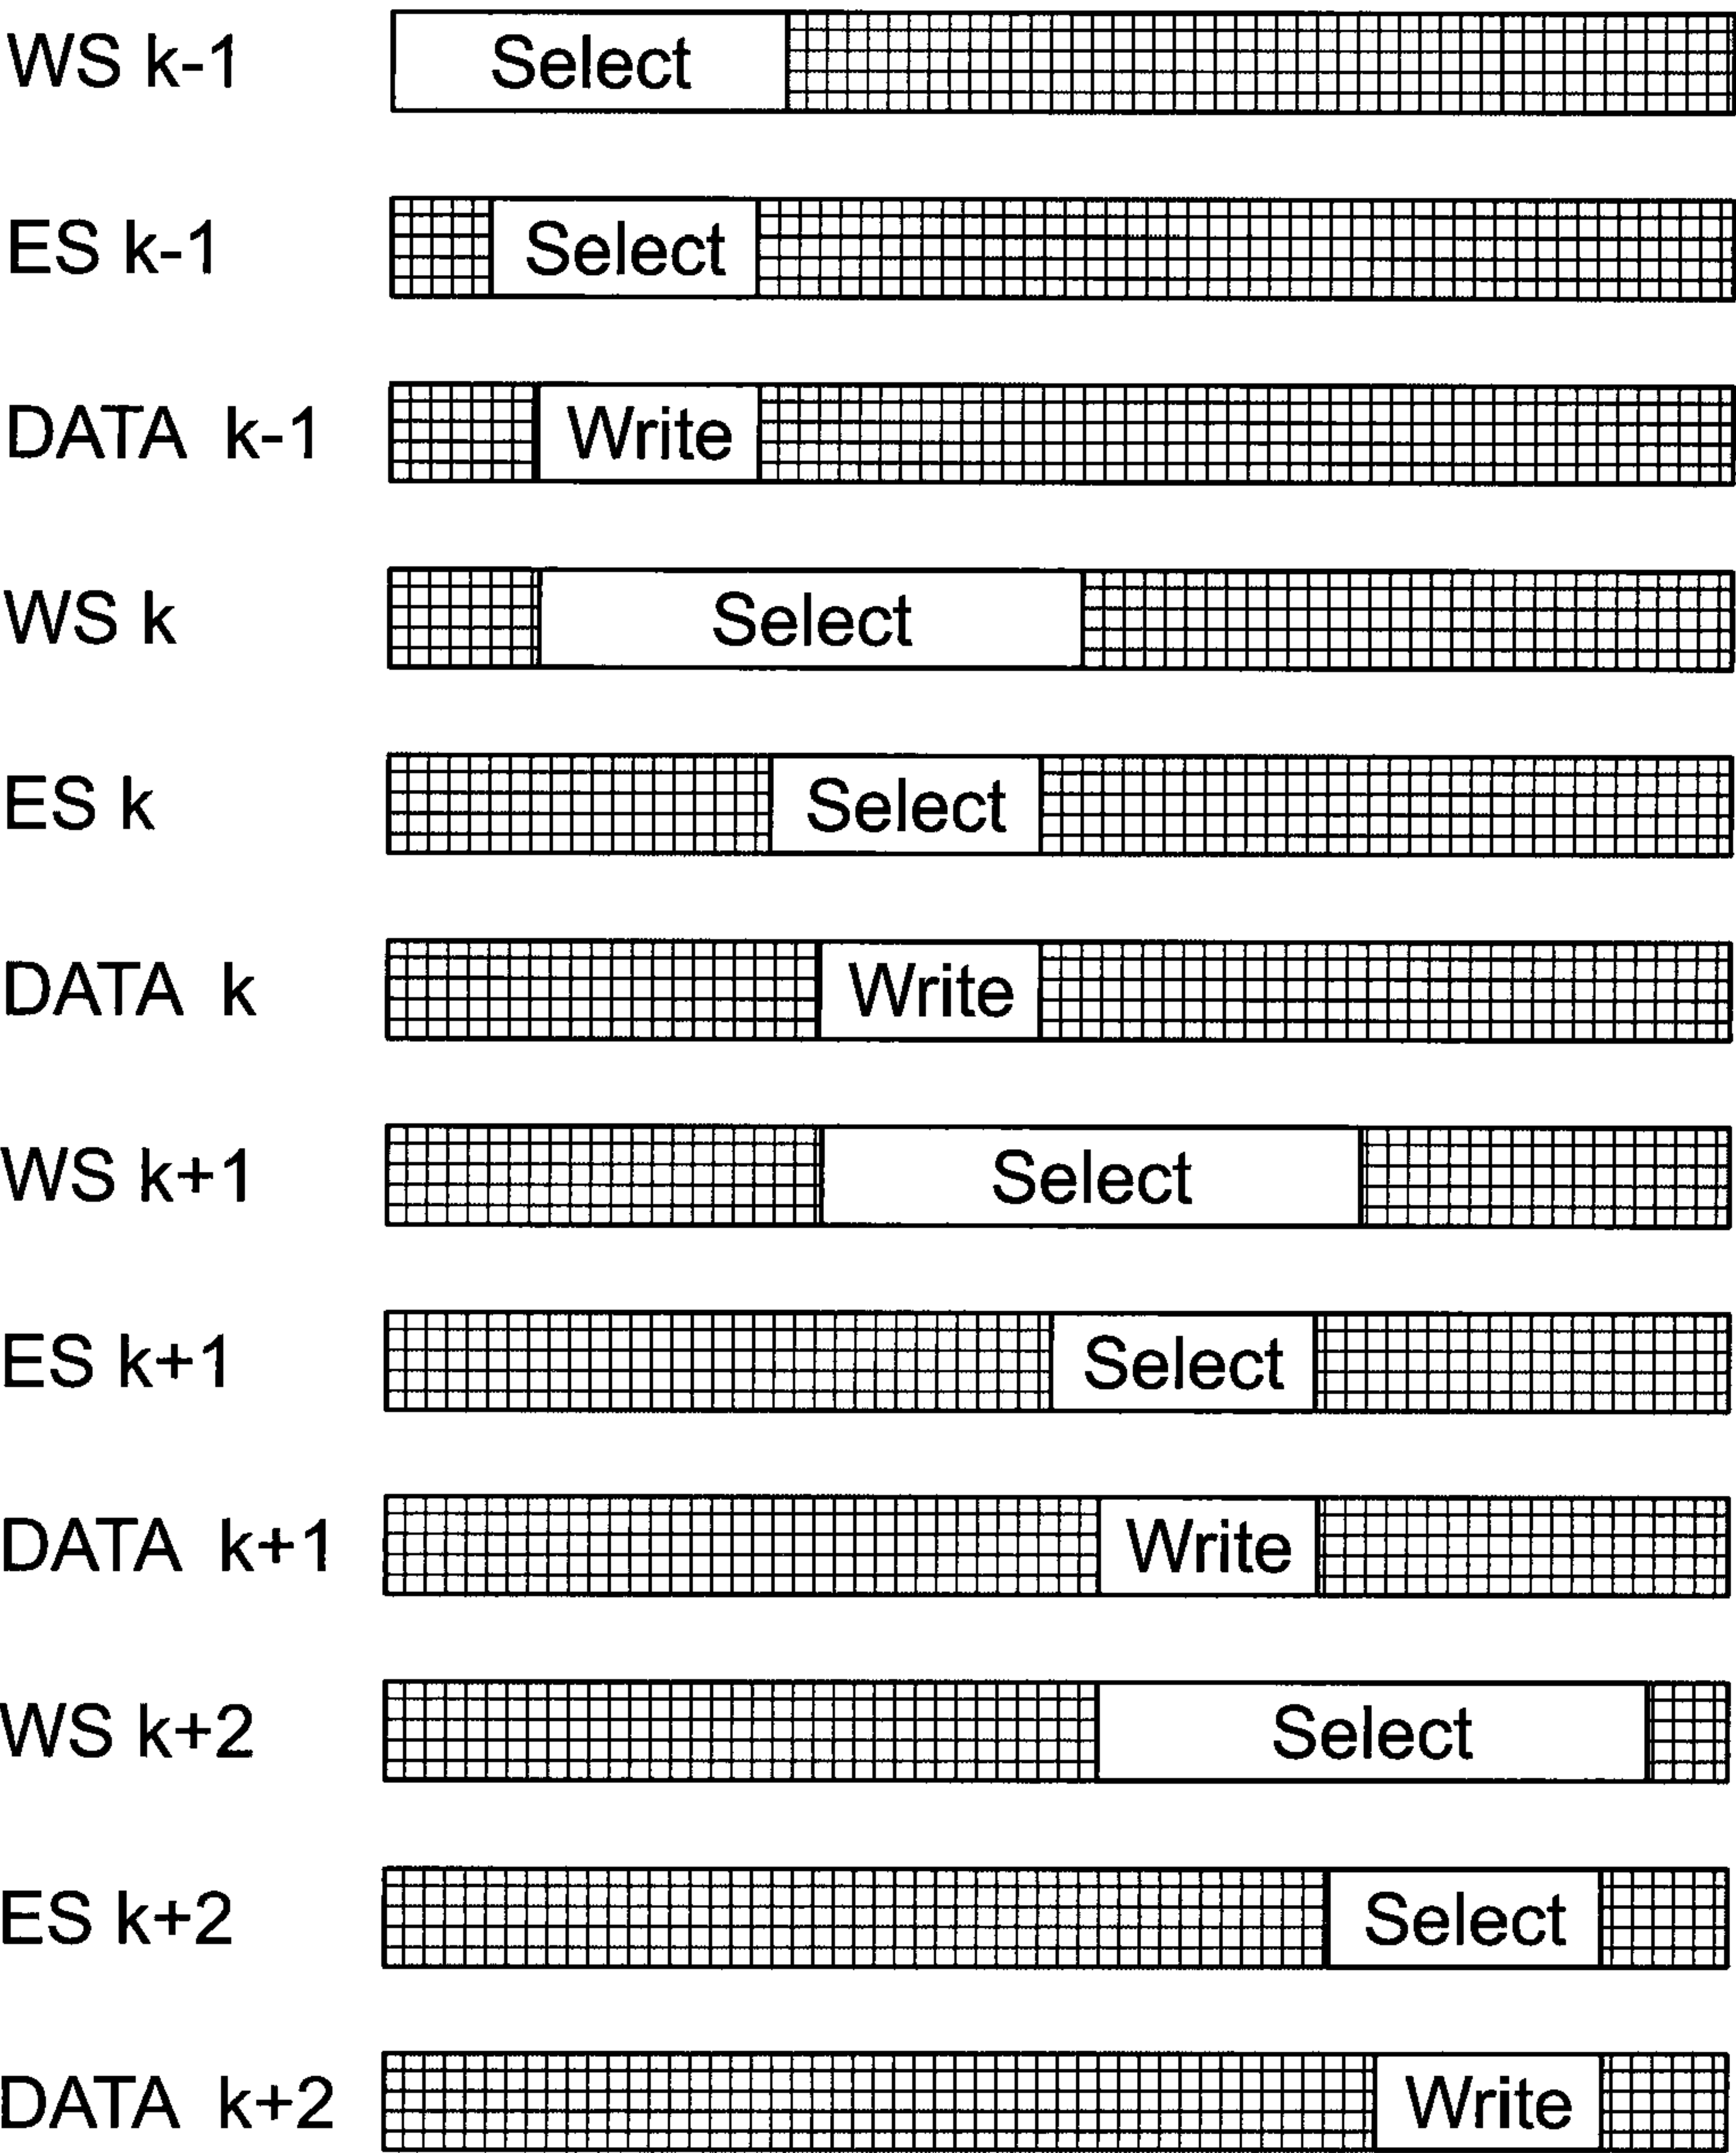 WS k-1 Select
ES k-1 Select
DATA k-1 Write
WS k Select
ES k Select
DATA k Write
WS k+1 Select
ES k+1 Select
DATA k+1 Write
WS k+2 Select
ES k+2 Select
DATA k+2 Write